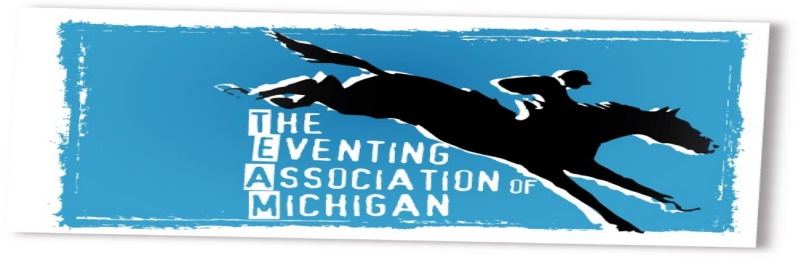 THE
EVENTING
ASSOCIATION OF
MICHIGAN